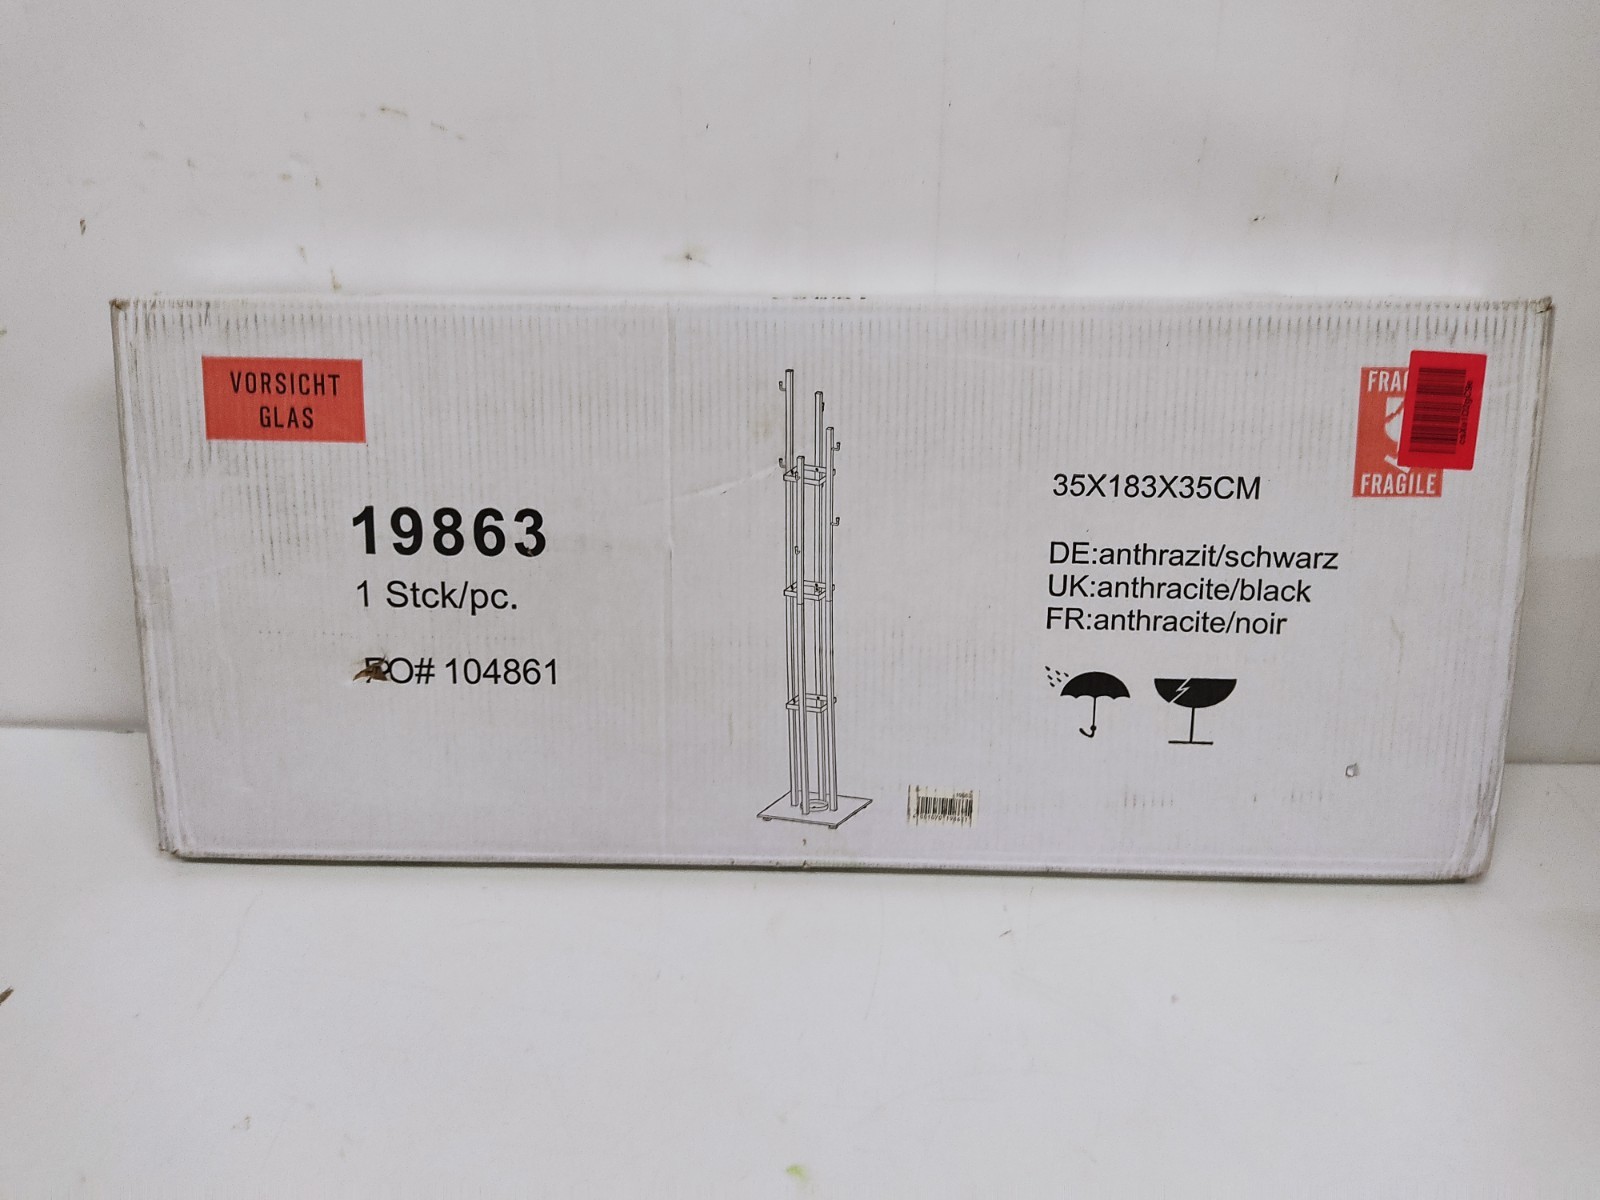 VORSICHT
GLAS
19863
1 Stck/pc.
PO# 104861
35X183X35CM
DE:anthrazit/schwarz
UK:anthracite/black
FR:anthracite/noir
FRAG
FRAGILE